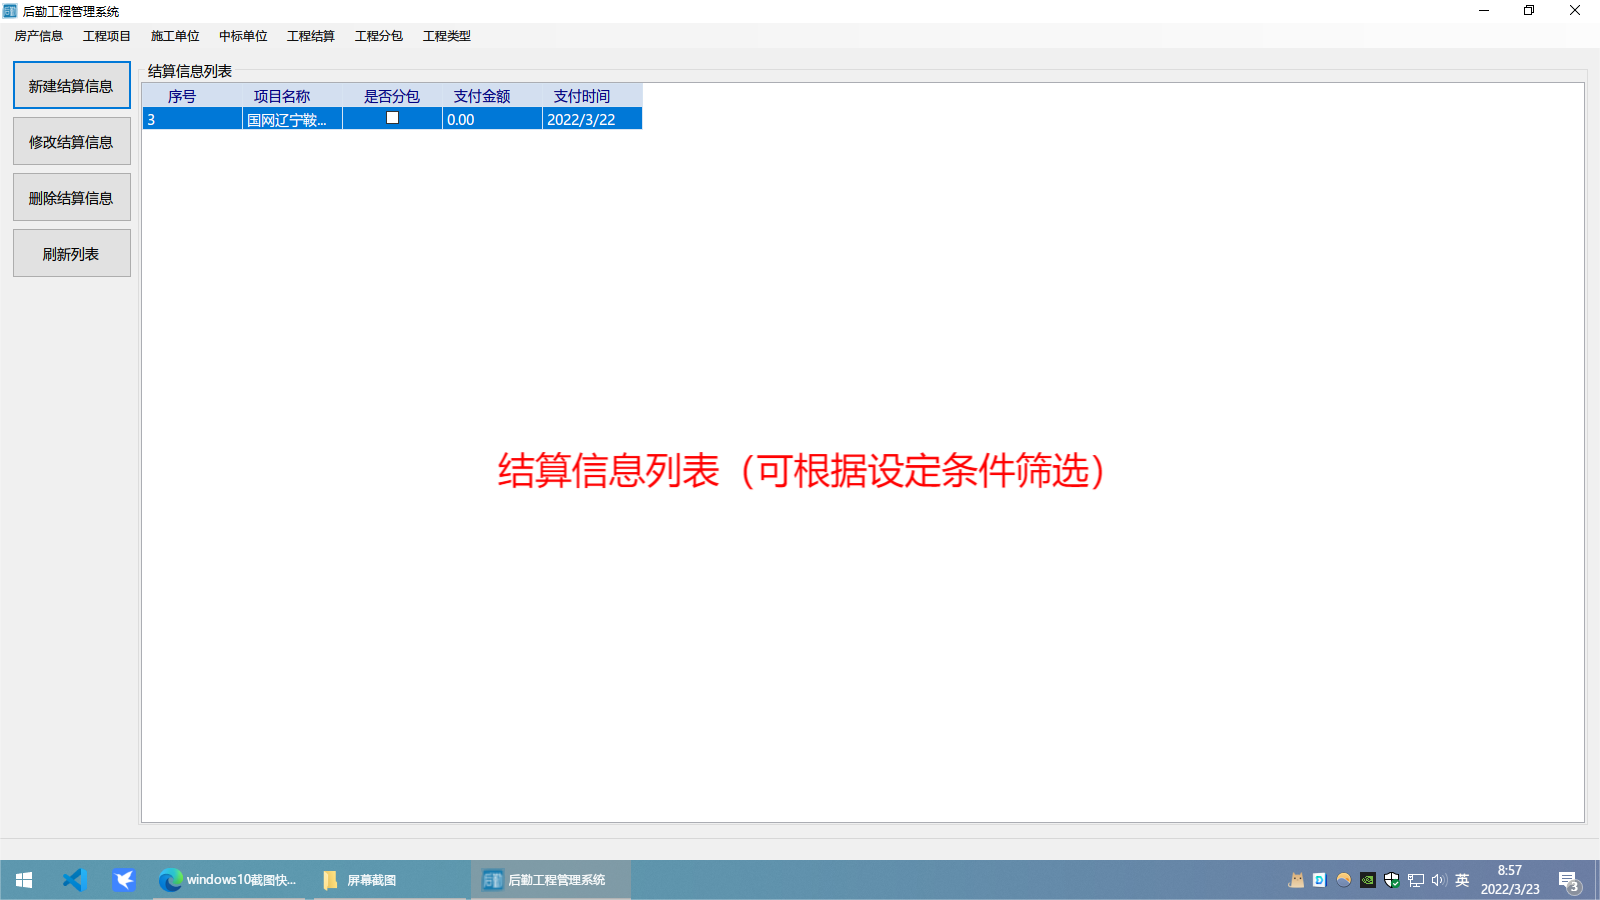 后勤工程管理系统
房产信息 工程项目 施工单位 中标单位 工程结算 工程分包 工程类型
新建结算信息
修改结算信息
删除结算信息
刷新列表
结算信息列表
序号 项目名称 是否分包 支付金额 支付时间
3 国网辽宁鞍... 0.00 2022/3/22
结算信息列表（可根据设定条件筛选）
windows10截图快... 屏幕截图 后勤工程管理系统
英
8:57
2022/3/23
3